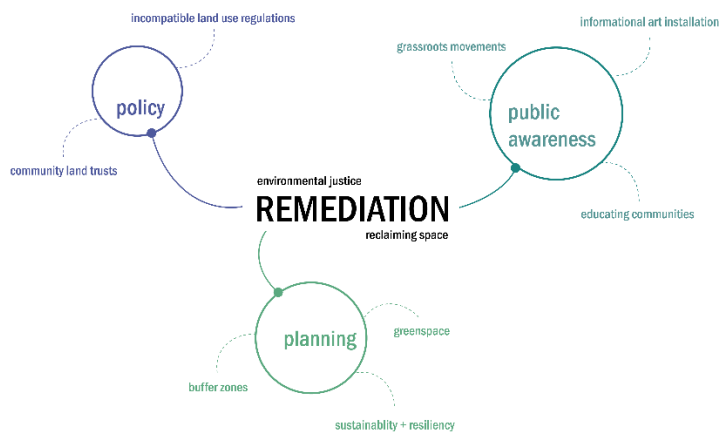 incompatible land use regulations
policy
community land trusts
informational art installation
grassroots movements
public
awareness
educating communities
environmental justice
REMEDIATION
reclaiming space
planning
greenspace
buffer zones
sustainablity + resiliency